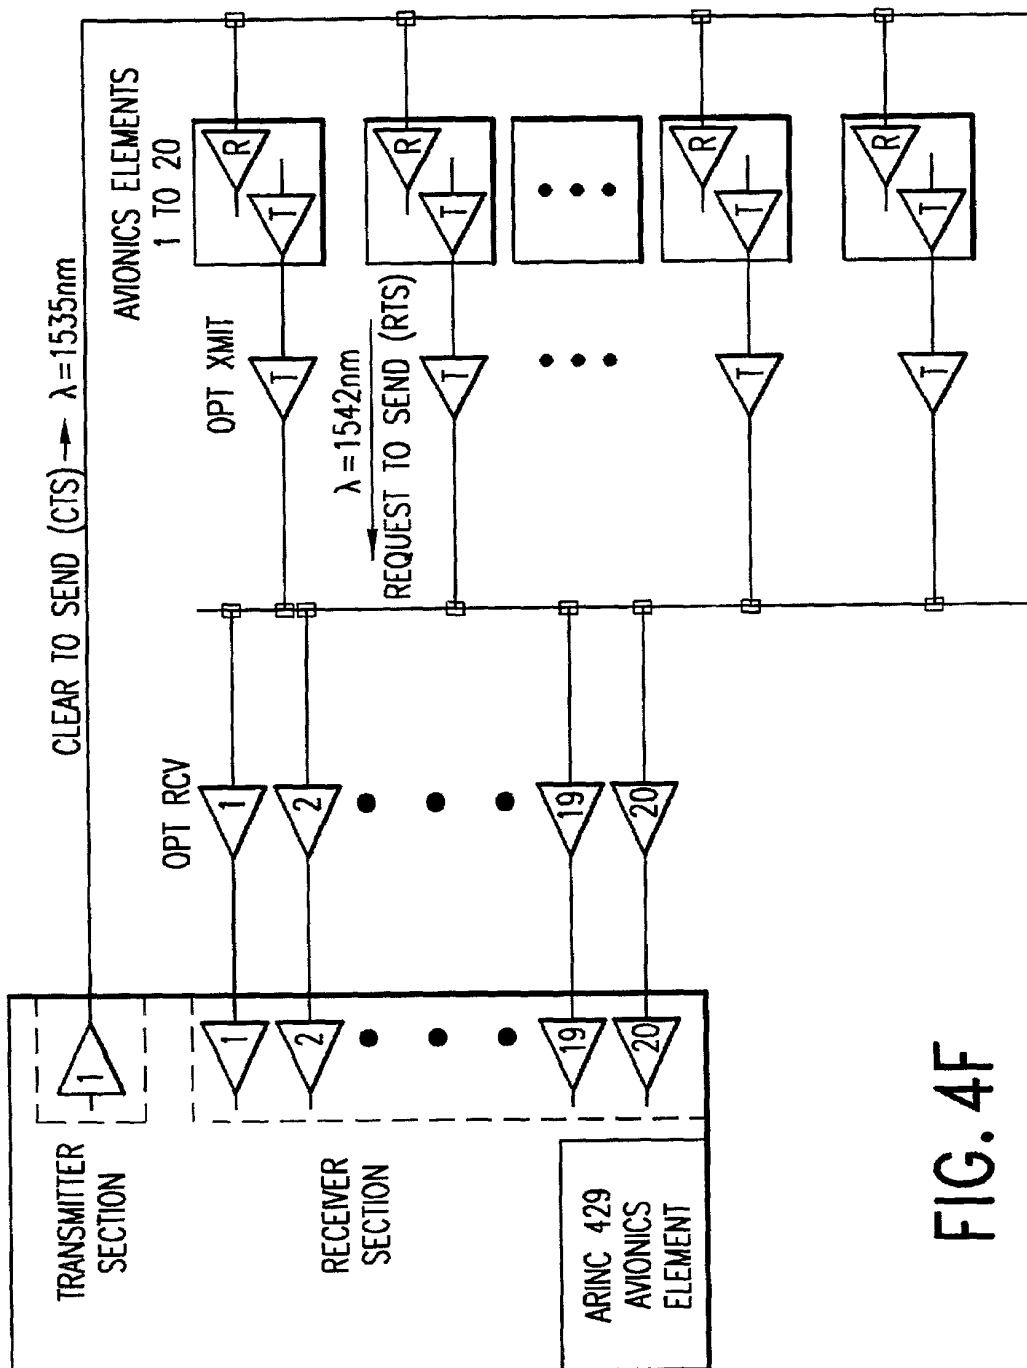 CLEAR TO SEND (CTS) → λ=1535nm
TRANSMITTER
SECTION
1
AVIONICS ELEMENTS
1 TO 20
OPT RCV
OPT XMIT
RECEIVER
SECTION
1
1
T
T
R
2
2
λ=1542nm
REQUEST TO SEND (RTS)
T
T
R
19
19
20
20
ARINC 429
AVIONICS
ELEMENT
T
T
R
T
T
R
FIG. 4F